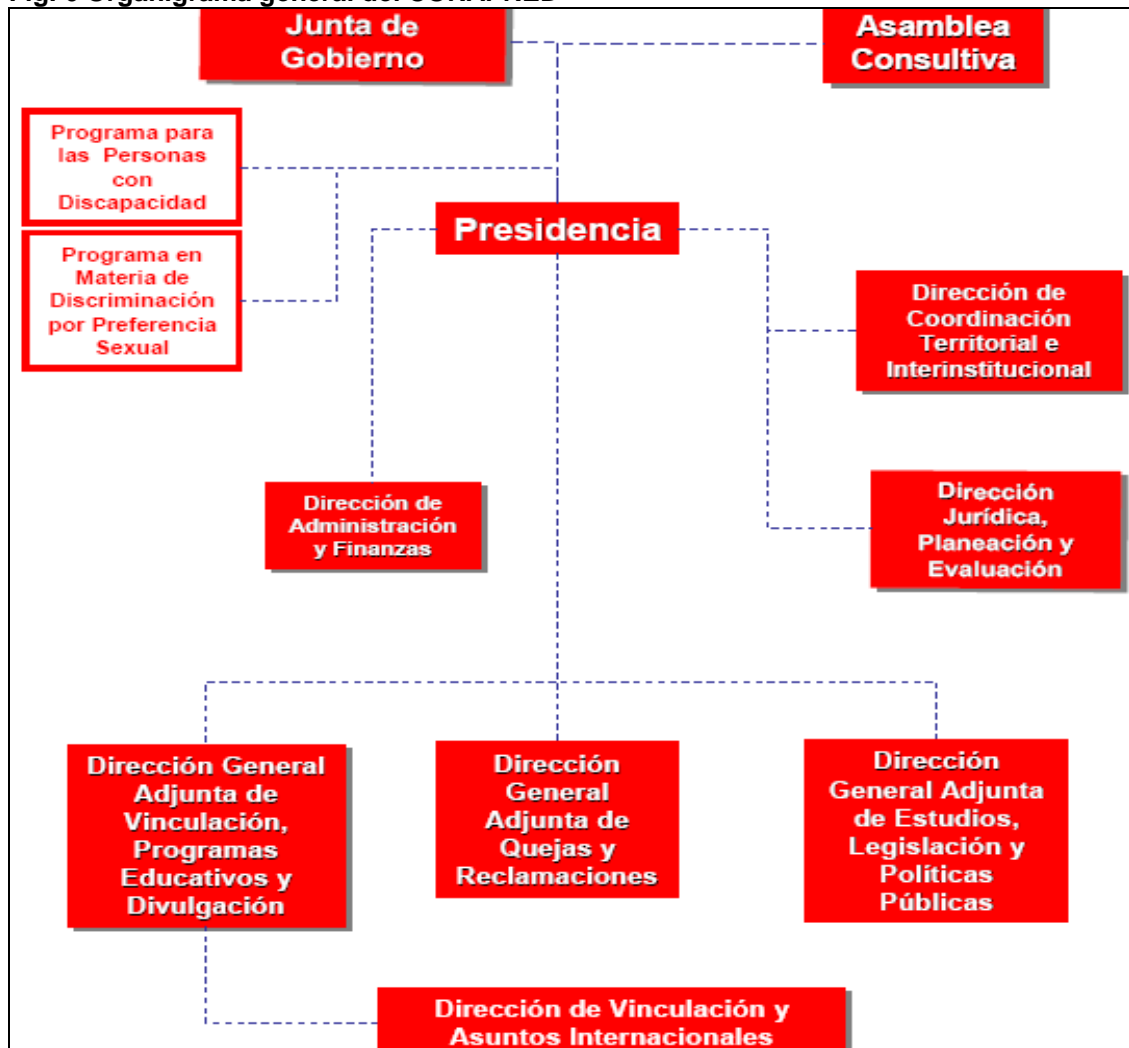 Junta de
Gobierno
Asamblea
Consultiva
Programa para
las Personas
con
Discapacidad
Programa en
Materia de
Discriminación
por Preferencia
Sexual
Presidencia
Dirección de
Coordinación
Territorial e
Interinstitucional
Dirección de
Administración
y Finanzas
Dirección
Jurídica,
Planeación y
Evaluación
Dirección General
Adjunta de
Vinculación,
Programas
Educativos y
Divulgación
Dirección
General
Adjunta de
Quejas y
Reclamaciones
Dirección
General Adjunta
de Estudios,
Legislación y
Políticas
Públicas
Dirección de Vinculación y
Asuntos Internacionales